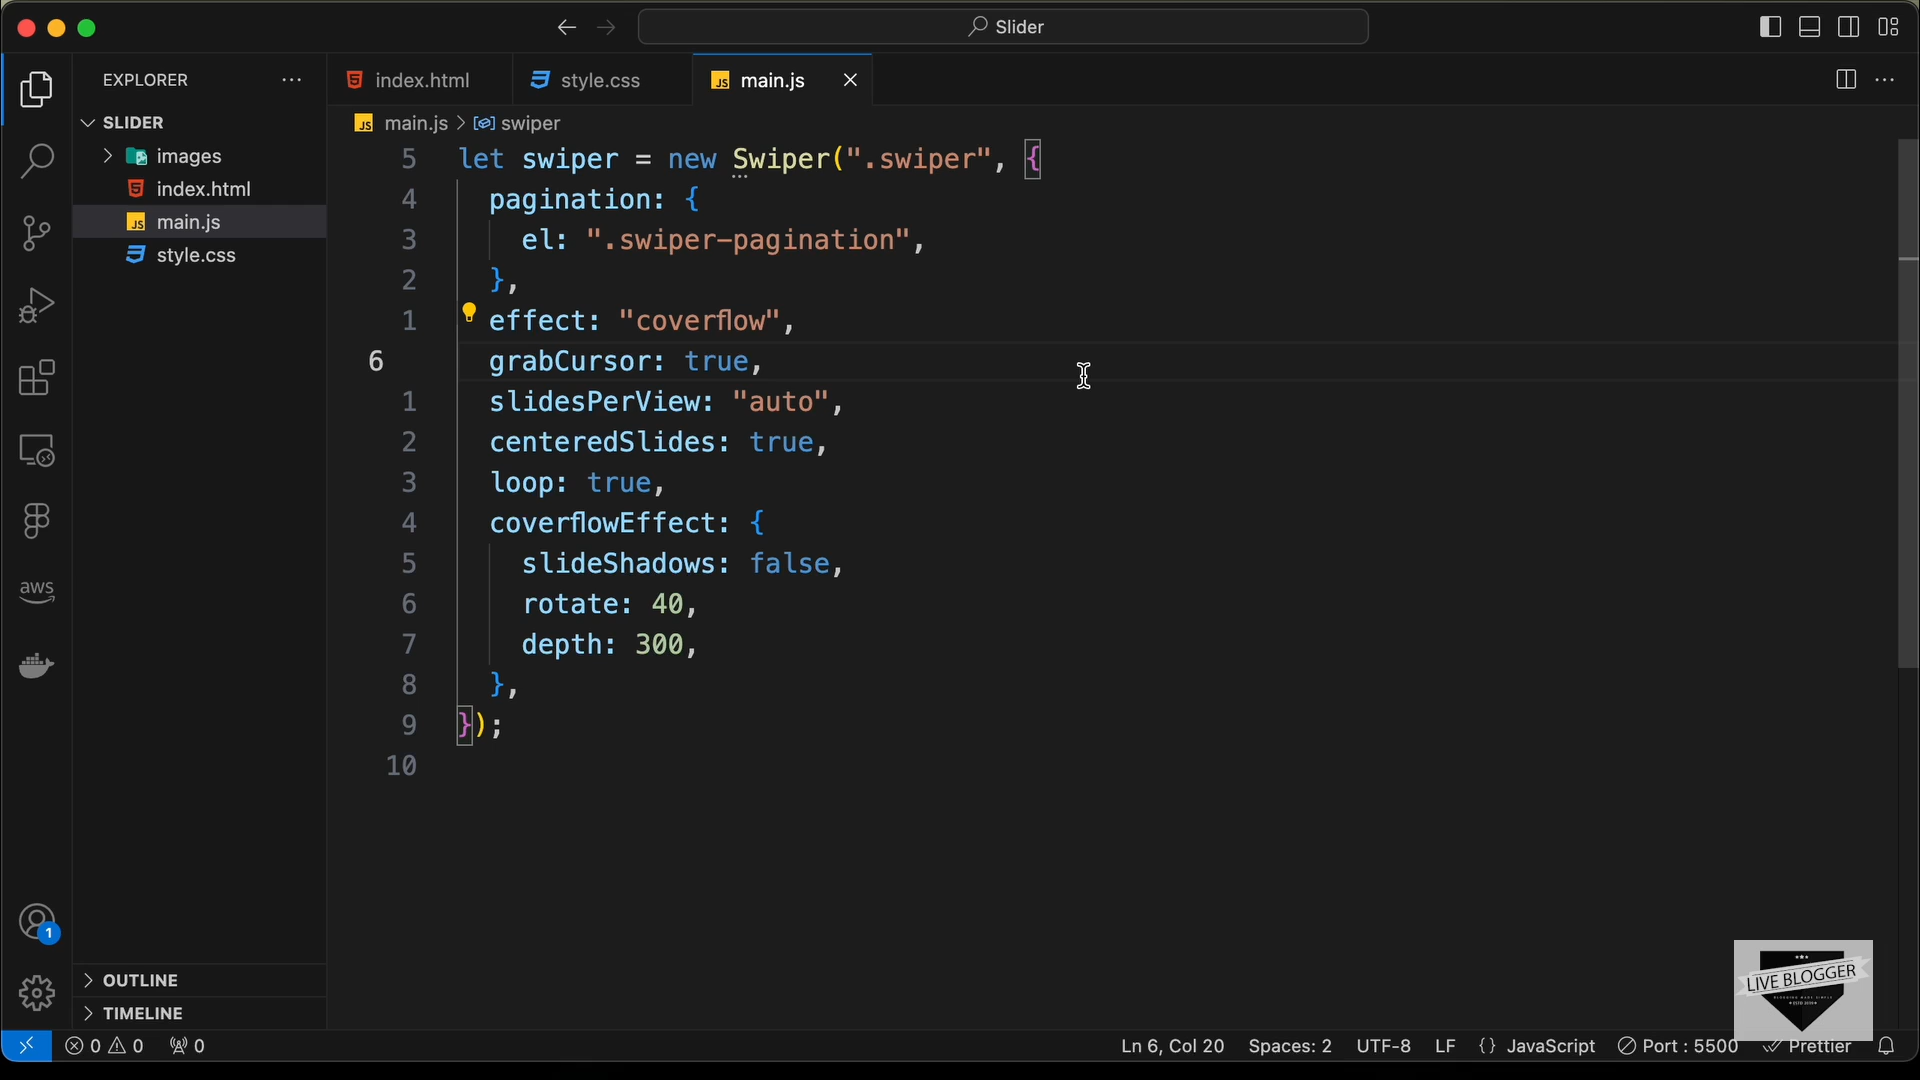 Slider
EXPLORER
index.html
style.css
main.js
SLIDER
main.js > swiper
images
index.html
main.js
style.css
5 let swiper = new Swiper(".swiper", {
4 pagination: {
3 el: ".swiper-pagination",
2 },
1 effect: "coverflow",
6 grabCursor: true,
1 slidesPerView: "auto",
2 centeredSlides: true,
3 loop: true,
4 coverflowEffect: {
5 slideShadows: false,
6 rotate: 40,
7 depth: 300,
8 },
9 });
10
aws
1
OUTLINE
TIMELINE
LIVE BLOGGER
0 0 0
Ln 6, Col 20 Spaces: 2 UTF-8 LF {} JavaScript Port : 5500 Prettier